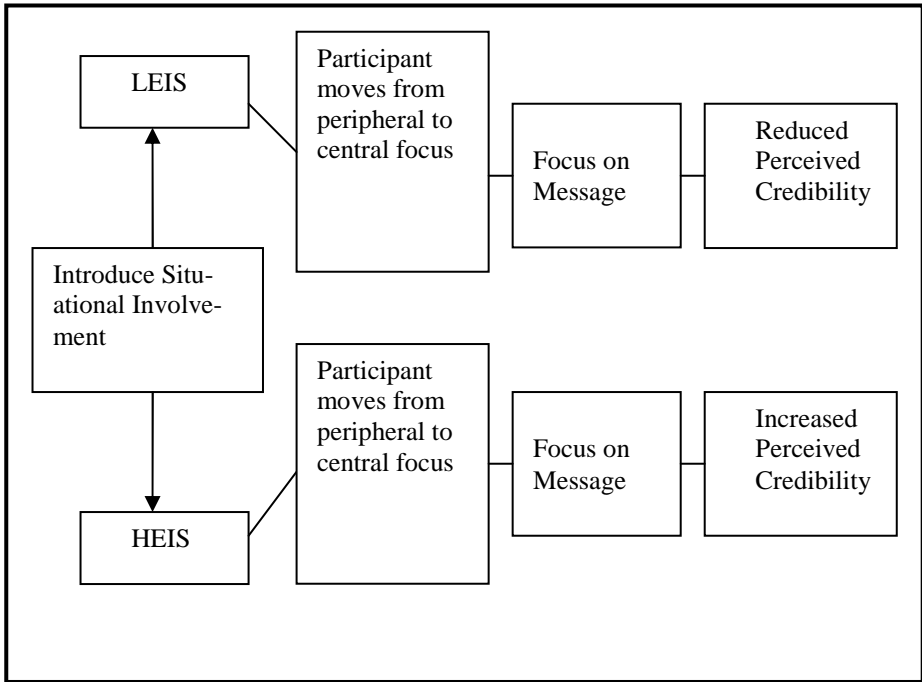 LEIS
Participant
moves from
peripheral to
central focus
Focus on
Message
Reduced
Perceived
Credibility
Introduce Situ-
ational Involve-
ment
Participant
moves from
peripheral to
central focus
Focus on
Message
Increased
Perceived
Credibility
HEIS